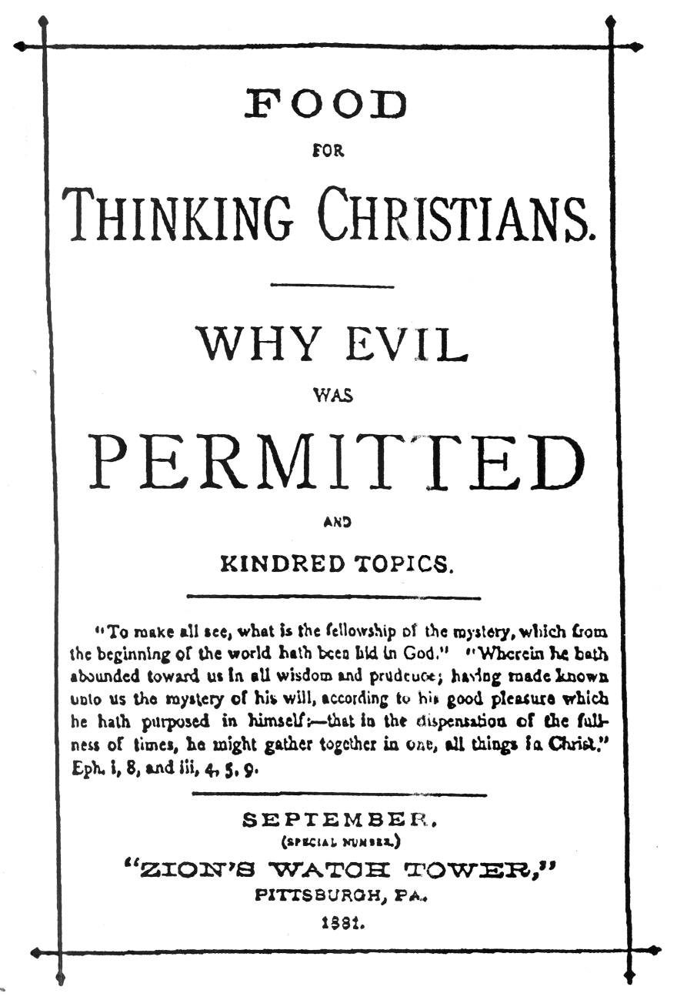 FOOD
FOR
THINKING CHRISTIANS.
WHY EVIL
WAS
PERMITTED
AND
KINDRED TOPICS.
"To make all see, what is the fellowship of the mystery, which from
the beginning of the world hath been hid in God." "Wherein he hath
abounded toward us in all wisdom and prudence; having made known
unto us the mystery of his will, according to his good pleasure which
he hath purposed in himself:—that in the dispensation of the full-
ness of times, he might gather together in one, all things in Christ."
Eph. i, 8, and iii, 4, 5, 9.
SEPTEMBER.
(SPECIAL NUMBER.)
"ZION'S WATCH TOWER,"
PITTSBURGH, PA.
1881.